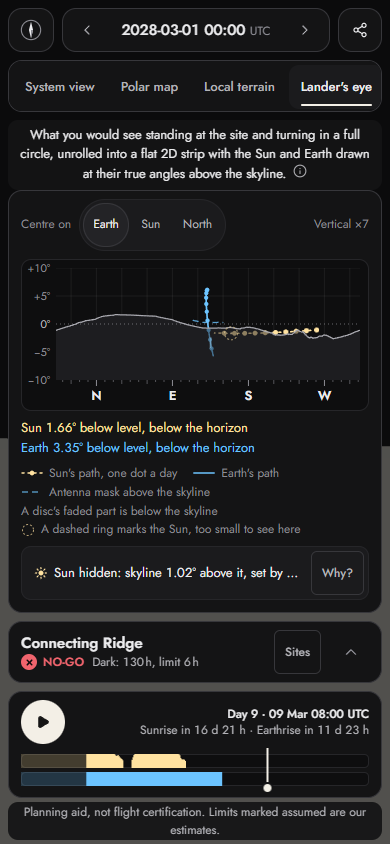 2028-03-01 00:00 UTC
System view Polar map Local terrain Lander's eye
What you would see standing at the site and turning in a full
circle, unrolled into a flat 2D strip with the Sun and Earth drawn
at their true angles above the skyline.
Centre on Earth Sun North Vertical ×7
+10°
+5°
0°
−5°
−10°
N E S W
Sun 1.66° below level, below the horizon
Earth 3.35° below level, below the horizon
Sun's path, one dot a day Earth's path
Antenna mask above the skyline
A disc's faded part is below the skyline
A dashed ring marks the Sun, too small to see here
Sun hidden: skyline 1.02° above it, set by ... Why?
Connecting Ridge
NO-GO Dark: 130 h, limit 6 h
Sites
Day 9 · 09 Mar 08:00 UTC
Sunrise in 16 d 21 h · Earthrise in 11 d 23 h
Planning aid, not flight certification. Limits marked assumed are our
estimates.